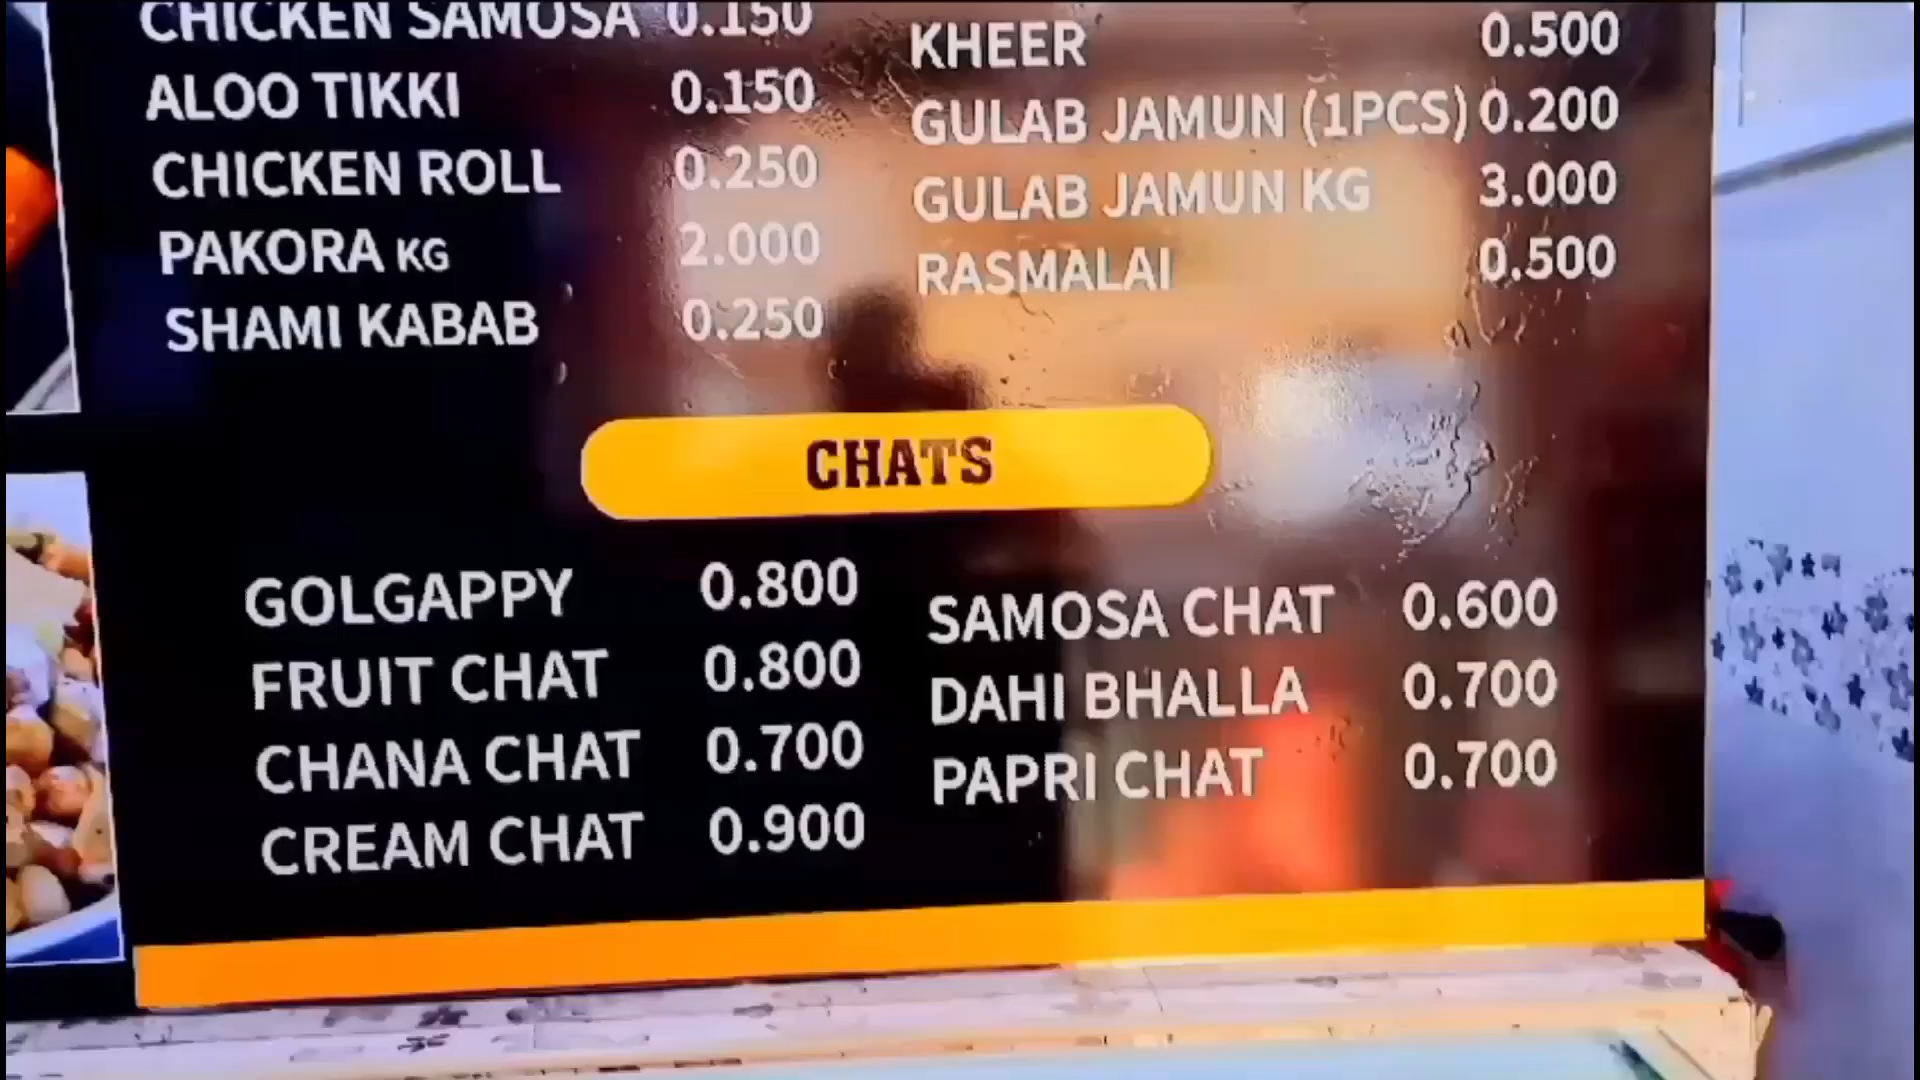 CHICKEN SAMOSA 0.150
ALOO TIKKI 0.150
CHICKEN ROLL 0.250
PAKORA KG 2.000
SHAMI KABAB 0.250
KHEER 0.500
GULAB JAMUN (1PCS) 0.200
GULAB JAMUN KG 3.000
RASMALAI 0.500
CHATS
GOLGAPPY 0.800
FRUIT CHAT 0.800
CHANA CHAT 0.700
CREAM CHAT 0.900
SAMOSA CHAT 0.600
DAHI BHALLA 0.700
PAPRI CHAT 0.700